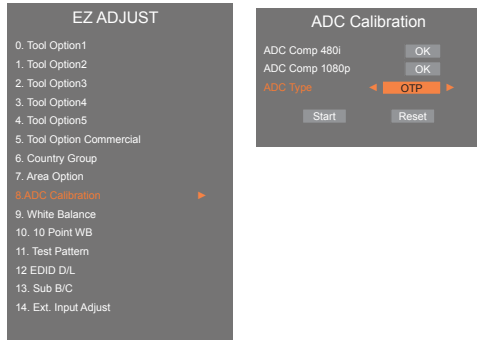 EZ ADJUST
0. Tool Option1
1. Tool Option2
2. Tool Option3
3. Tool Option4
4. Tool Option5
5. Tool Option Commercial
6. Country Group
7. Area Option
8.ADC Calibration ►
9. White Balance
10. 10 Point WB
11. Test Pattern
12 EDID D/L
13. Sub B/C
14. Ext. Input Adjust
ADC Calibration
ADC Comp 480i OK
ADC Comp 1080p OK
ADC Type ◄ OTP ►
Start Reset